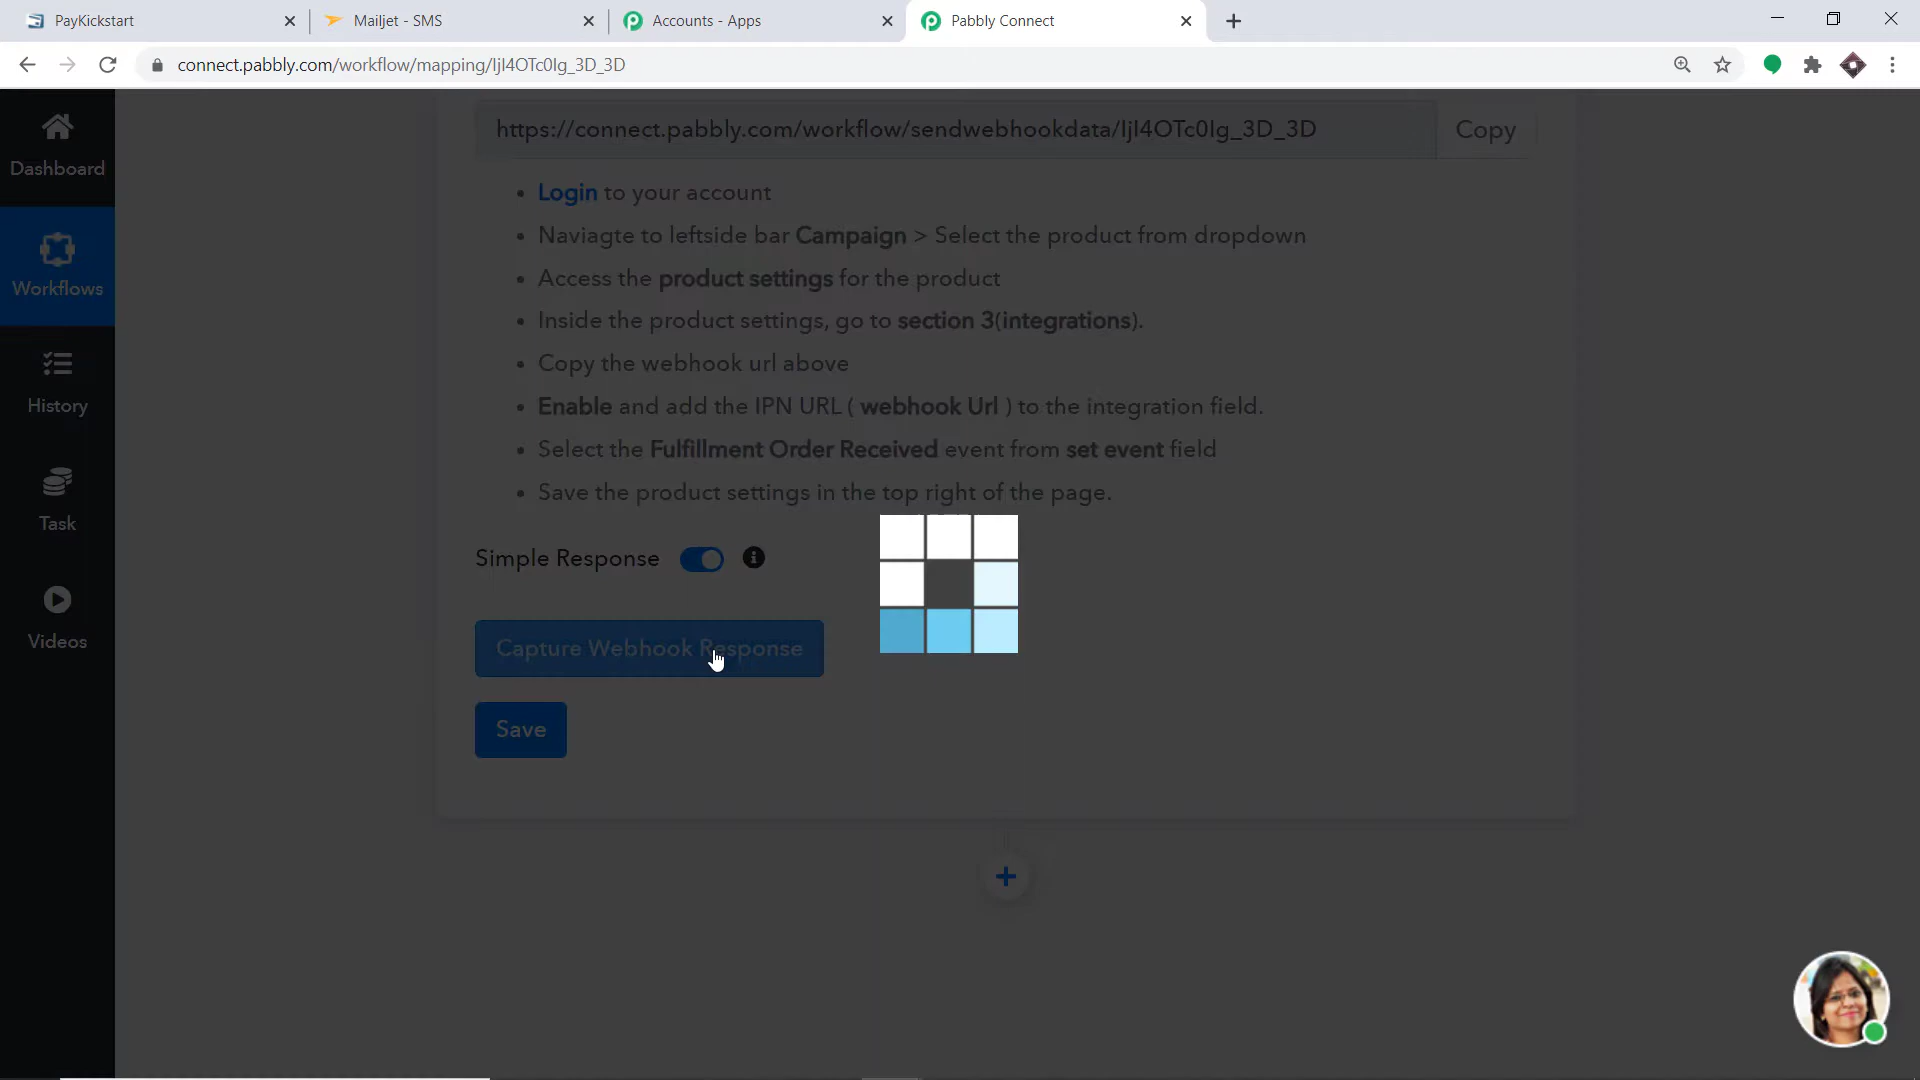 PayKickstart
Mailjet - SMS
Accounts - Apps
Pabbly Connect
connect.pabbly.com/workflow/mapping/IjI4OTc0Ig_3D_3D
Dashboard
Workflows
History
Task
Videos
https://connect.pabbly.com/workflow/sendwebhookdata/IjI4OTc0Ig_3D_3D
Copy
• Login to your account
• Naviagte to leftside bar Campaign > Select the product from dropdown
• Access the product settings for the product
• Inside the product settings, go to section 3(integrations).
• Copy the webhook url above
• Enable and add the IPN URL ( webhook Url ) to the integration field.
• Select the Fulfillment Order Received event from set event field
• Save the product settings in the top right of the page.
Simple Response
Capture Webhook Response
Save